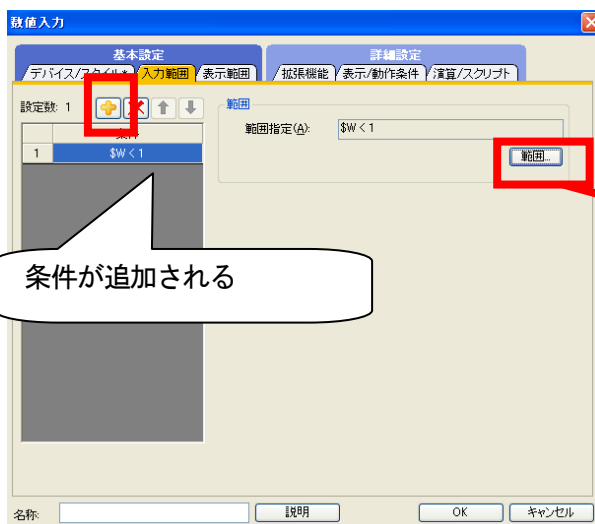 数値入力
基本設定
詳細設定
デバイス/スタイル*
入力範囲
表示範囲
拡張機能
表示/動作条件
演算/スクリプト
設定数: 1
条件
1 $W < 1
範囲
範囲指定(A): $W < 1
範囲...
条件が追加される
名称:
説明
OK
キャンセル